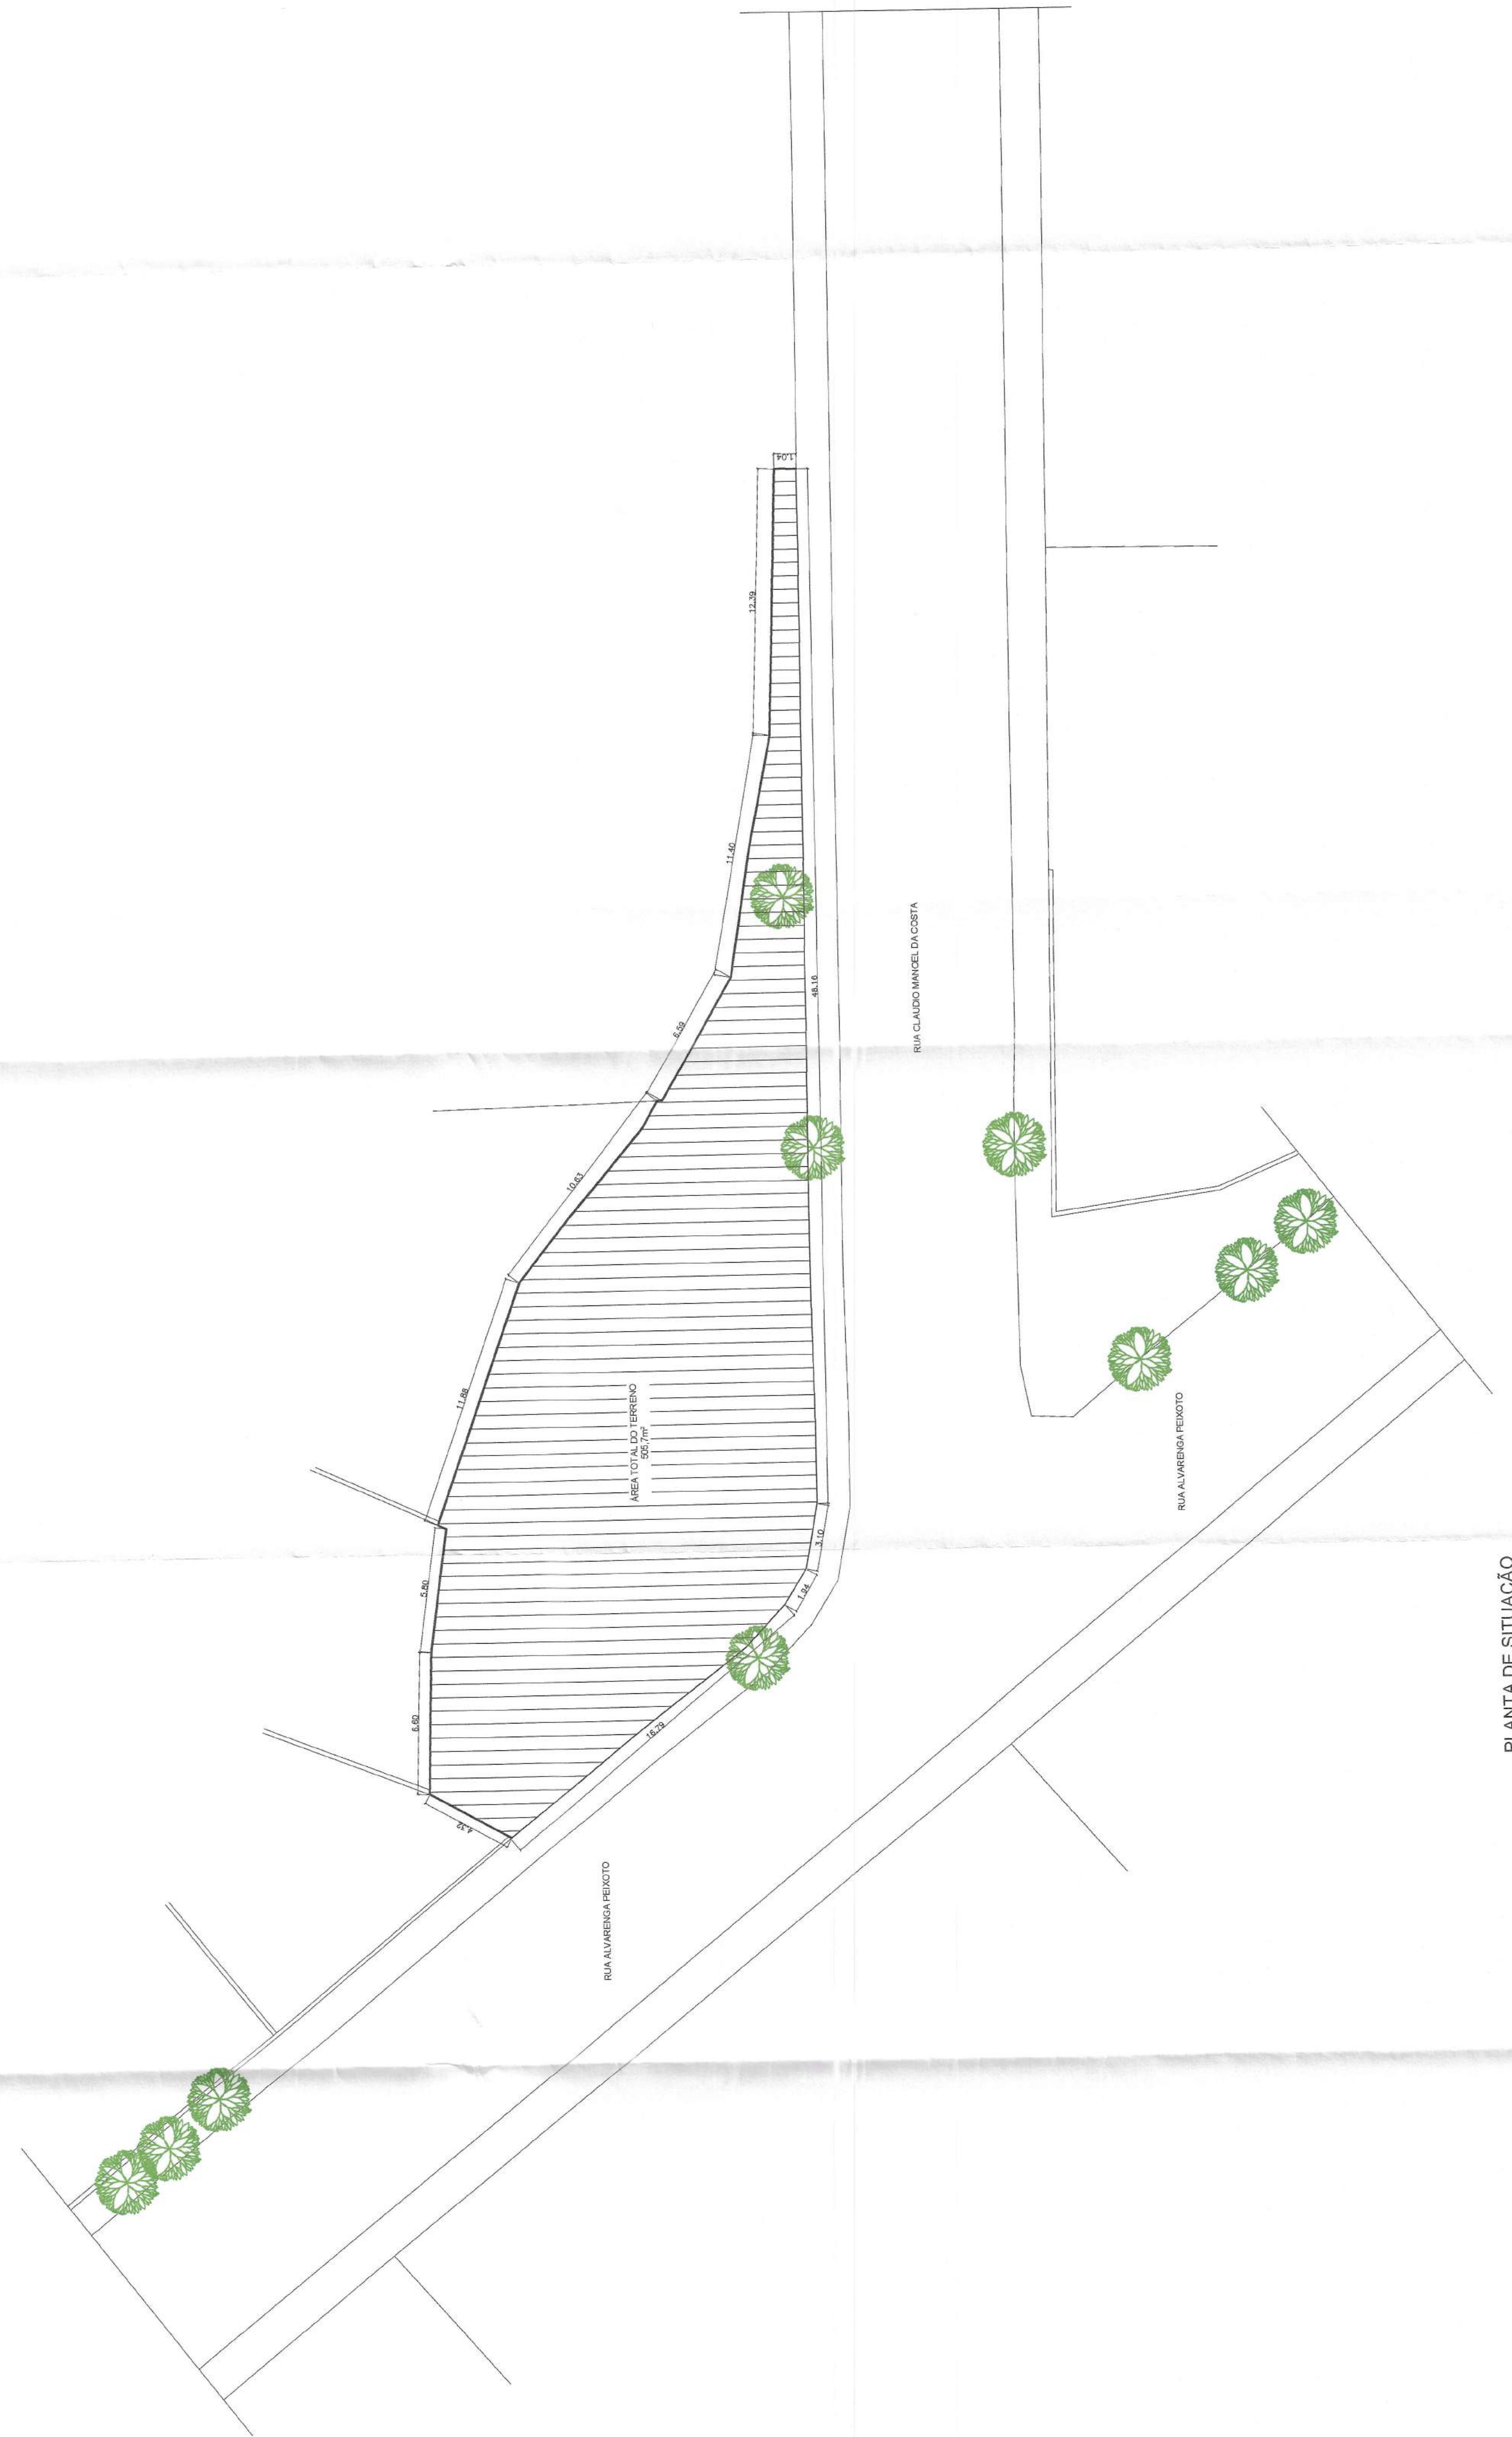 1.04
12.39
11.40
6.59
10.63
11.68
5.80
6.60
4.32
48.16
3.10
1.94
16.79
ÁREA TOTAL DO TERRENO
505,7m²
RUA CLAUDIO MANOEL DA COSTA
RUA ALVARENGA PEIXOTO
RUA ALVARENGA PEIXOTO
PLANTA DE SITUAÇÃO